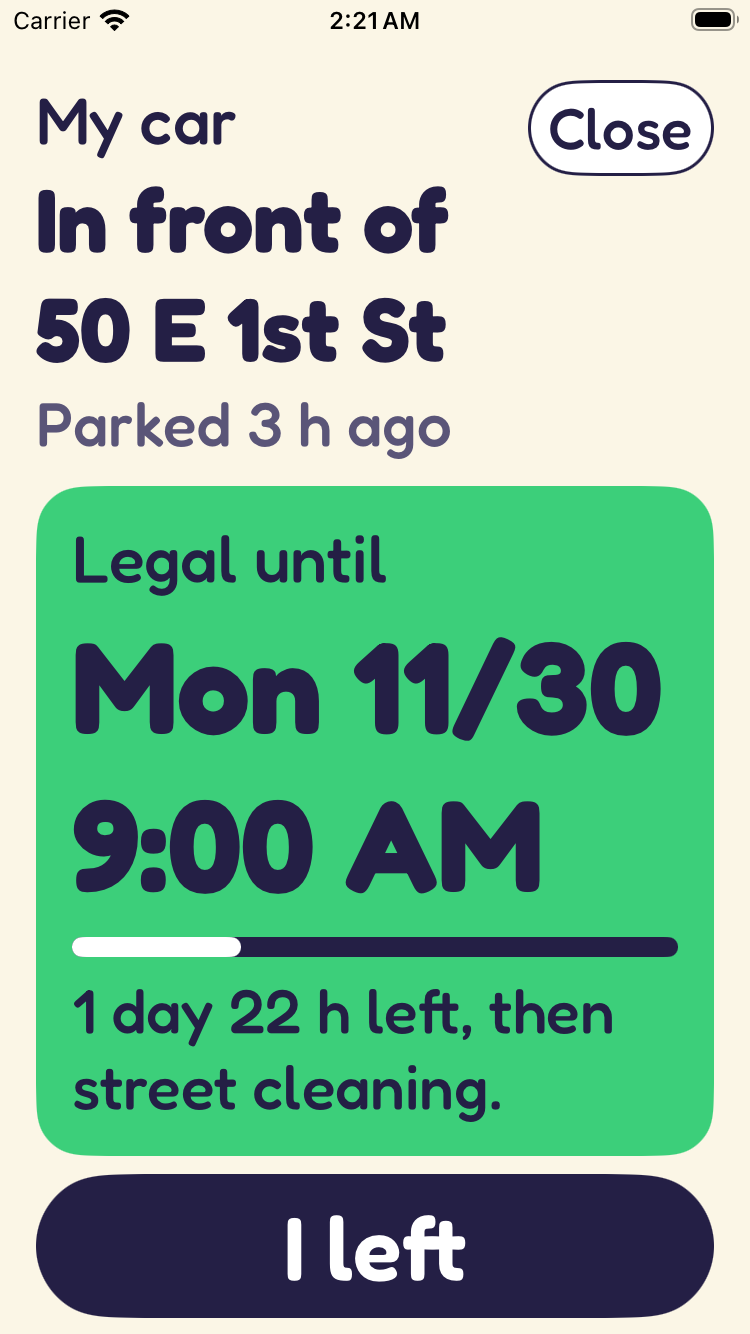 Carrier 2:21 AM
My car
Close
In front of
50 E 1st St
Parked 3 h ago
Legal until
Mon 11/30
9:00 AM
1 day 22 h left, then
street cleaning.
I left